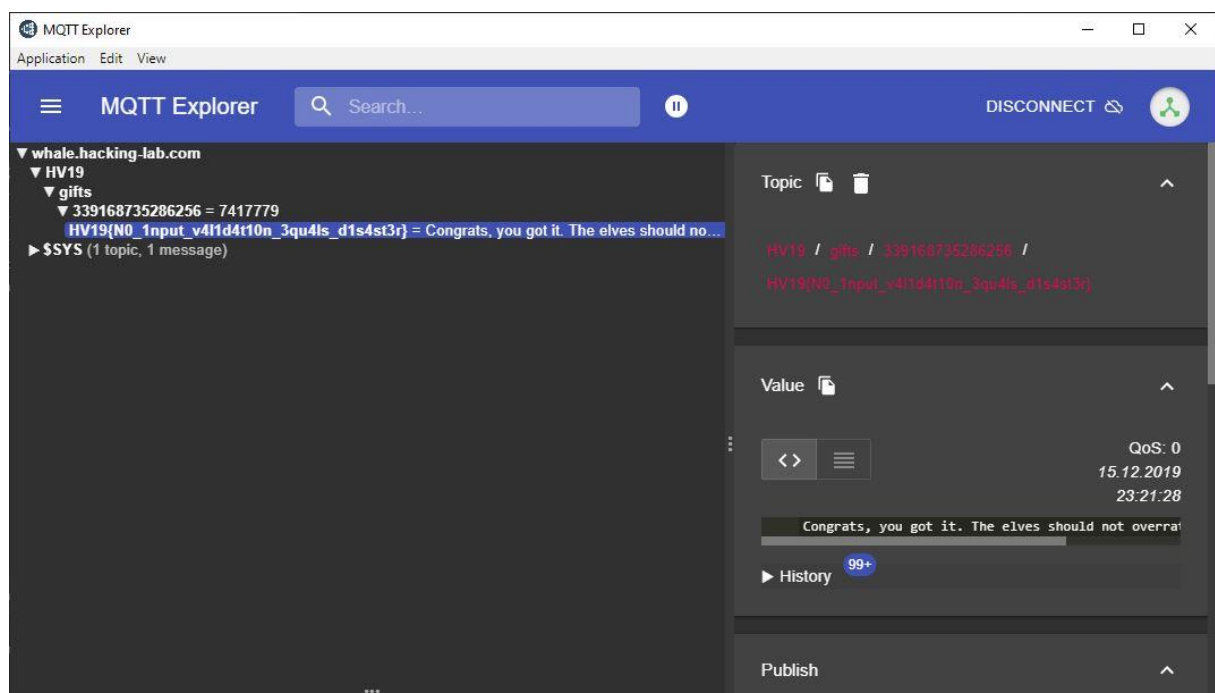 MQTT Explorer
Application Edit View
MQTT Explorer
Search...
DISCONNECT
▼ whale.hacking-lab.com
▼ HV19
▼ gifts
▼ 339168735286256 = 7417779
HV19{N0_1nput_v4l1d4t10n_3qu4ls_d1s4st3r} = Congrats, you got it. The elves should no...
▶ $SYS (1 topic, 1 message)
Topic
HV19 / gifts / 339168735286256 /
HV19{N0_1nput_v4l1d4t10n_3qu4ls_d1s4st3r}
Value
QoS: 0
15.12.2019
23:21:28
Congrats, you got it. The elves should not overrat
▶ History 99+
Publish